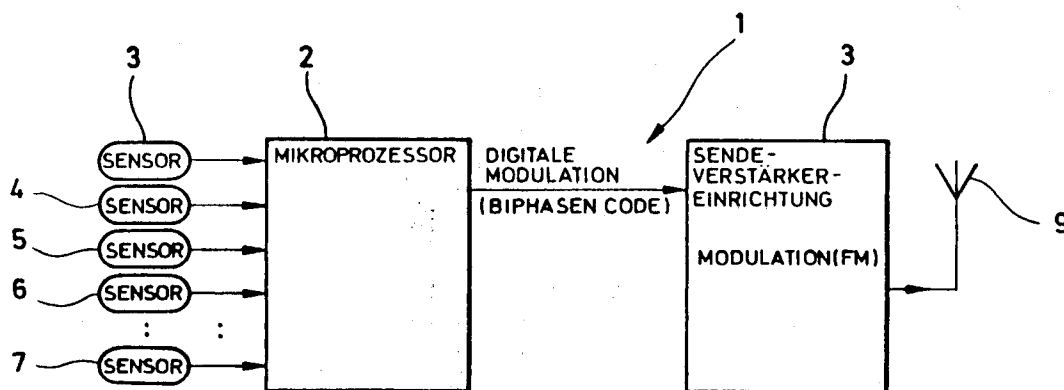 1
3
2
3
SENSOR
MIKROPROZESSOR
DIGITALE
MODULATION
(BIPHASEN CODE)
SENDE-
VERSTÄRKER-
EINRICHTUNG
MODULATION(FM)
4
SENSOR
5
SENSOR
6
SENSOR
: :
7
SENSOR
9